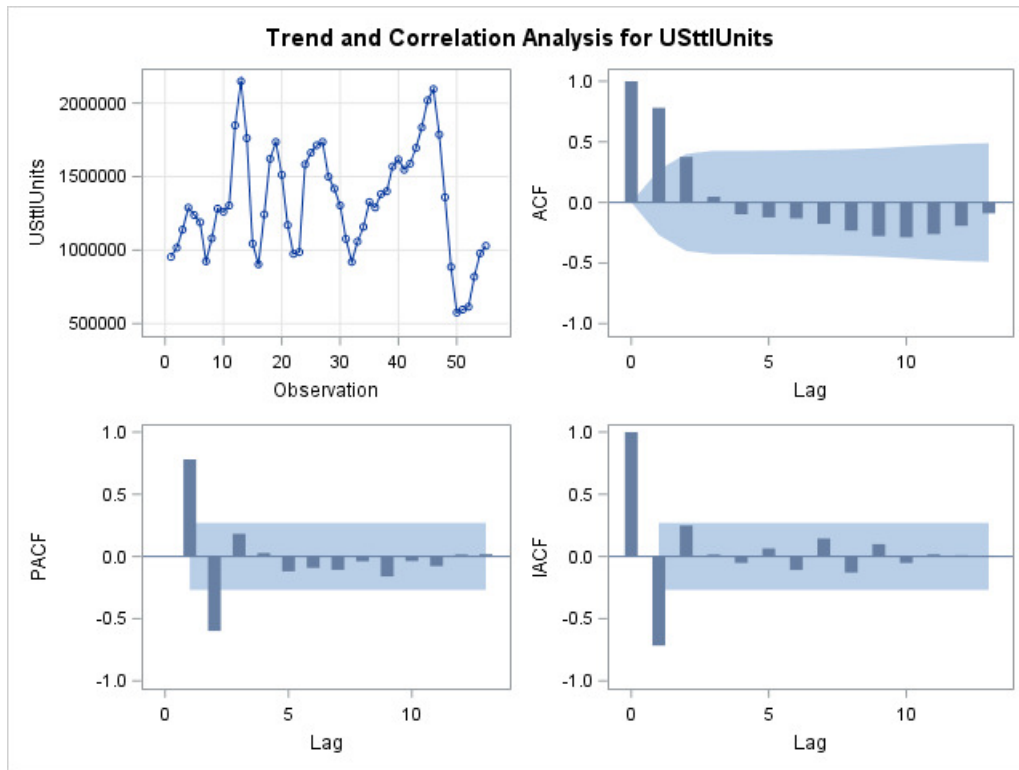 Trend and Correlation Analysis for USttlUnits
USttlUnits
2000000
1500000
1000000
500000
0 10 20 30 40 50
Observation
ACF
1.0
0.5
0.0
-0.5
-1.0
0 5 10
Lag
PACF
1.0
0.5
0.0
-0.5
-1.0
0 5 10
Lag
IACF
1.0
0.5
0.0
-0.5
-1.0
0 5 10
Lag